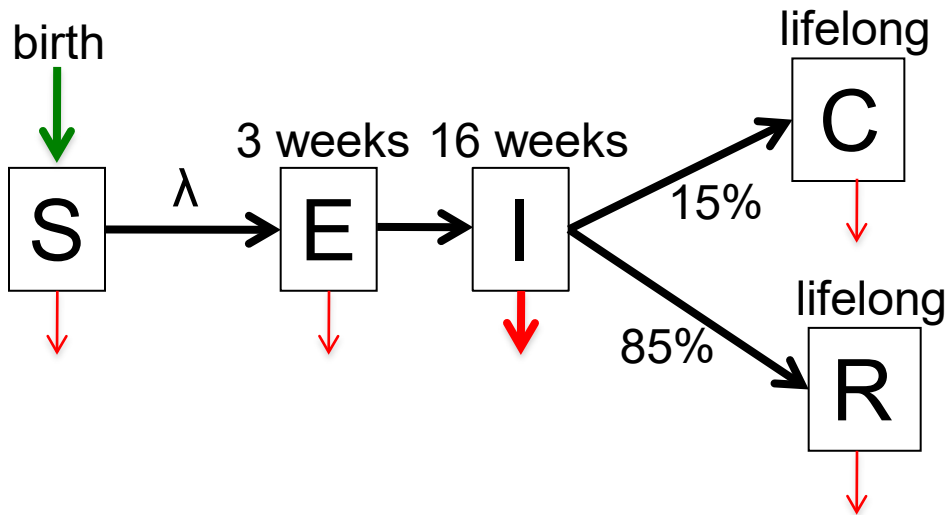 birth
lifelong
3 weeks
16 weeks
C
S
λ
E
I
15%
lifelong
85%
R